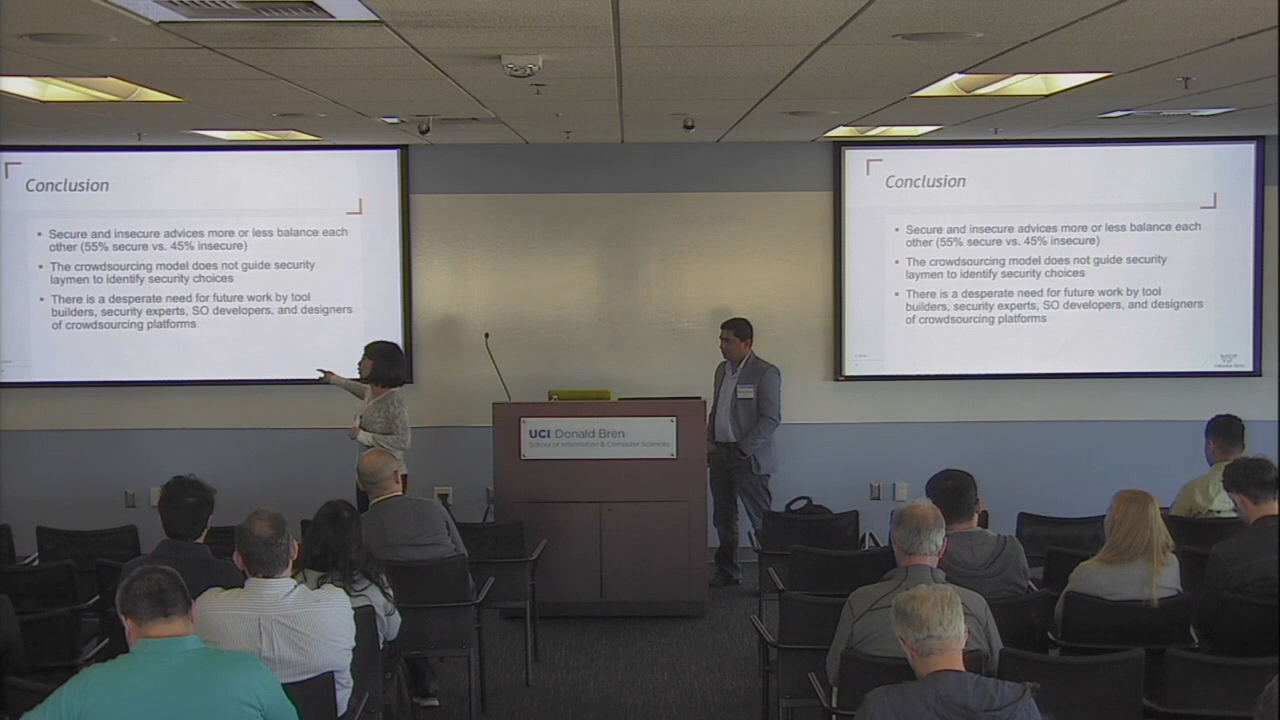 Conclusion
• Secure and insecure advices more or less balance each
other (55% secure vs. 45% insecure)
• The crowdsourcing model does not guide security
laymen to identify security choices
• There is a desperate need for future work by tool
builders, security experts, SO developers, and designers
of crowdsourcing platforms
Conclusion
• Secure and insecure advices more or less balance each
other (55% secure vs. 45% insecure)
• The crowdsourcing model does not guide security
laymen to identify security choices
• There is a desperate need for future work by tool
builders, security experts, SO developers, and designers
of crowdsourcing platforms
UCI Donald Bren
School of Information & Computer Sciences